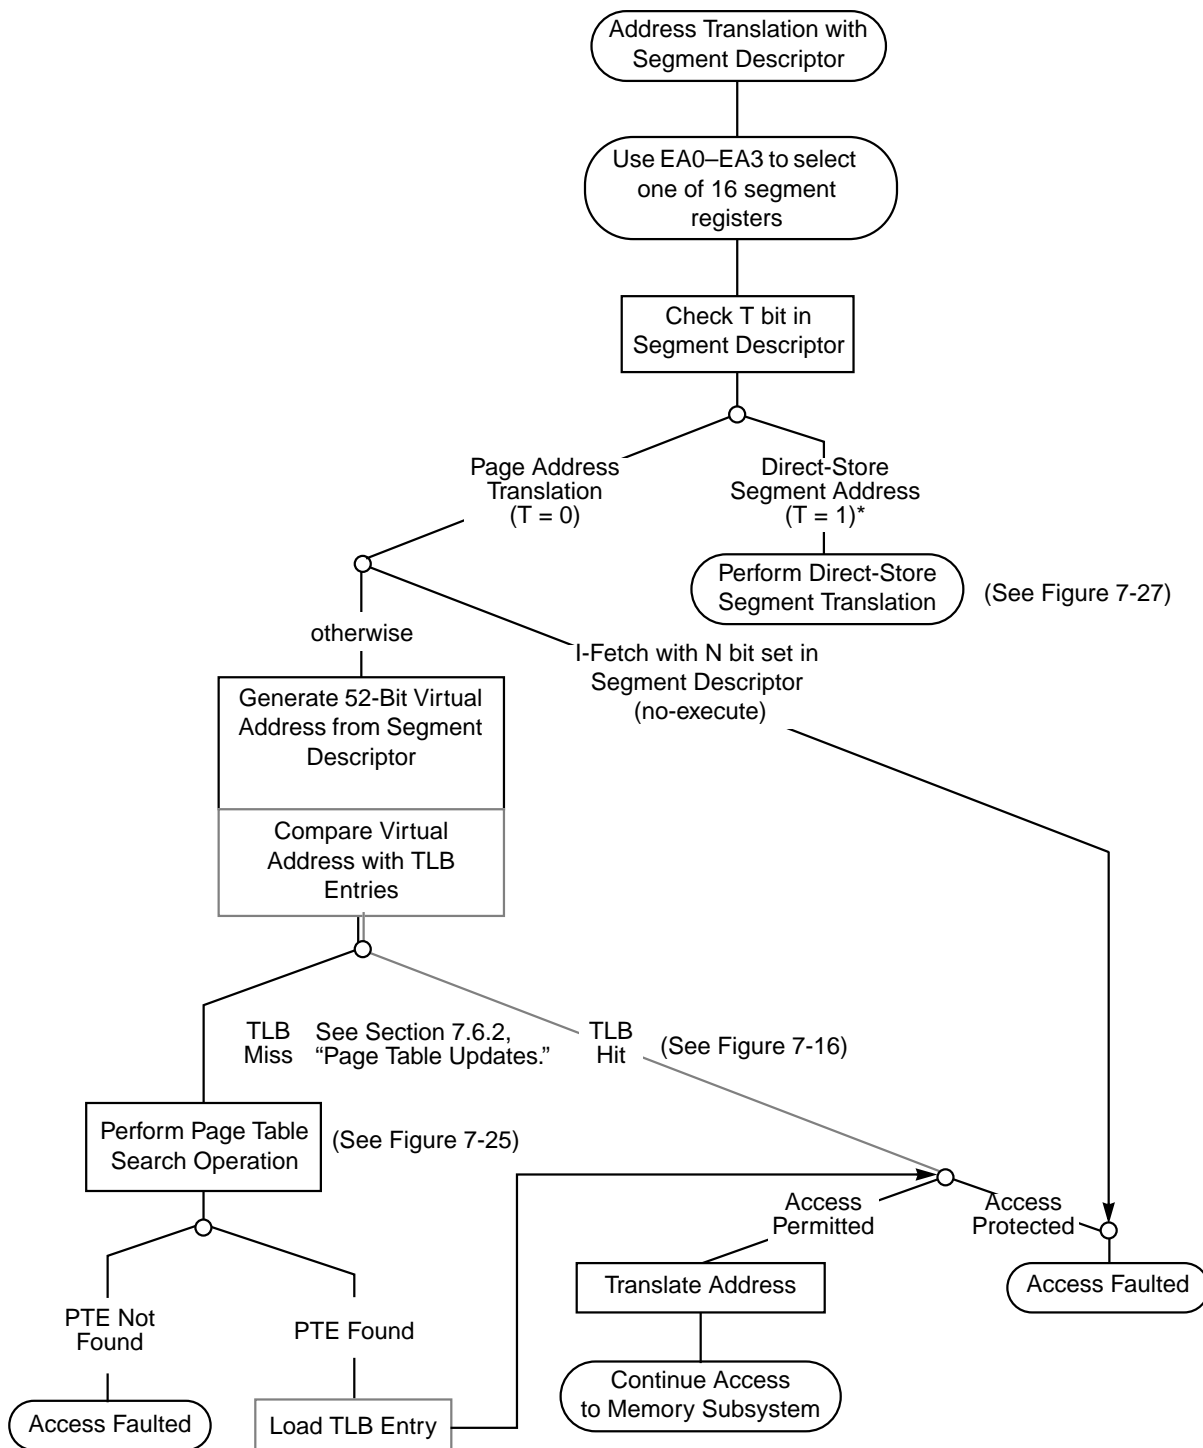 Address Translation with
Segment Descriptor
Use EA0–EA3 to select
one of 16 segment
registers
Check T bit in
Segment Descriptor
Page Address
Translation
(T = 0)
Direct-Store
Segment Address
(T = 1)*
Perform Direct-Store
Segment Translation
(See Figure 7-27)
otherwise
I-Fetch with N bit set in
Segment Descriptor
(no-execute)
Generate 52-Bit Virtual
Address from Segment
Descriptor
Compare Virtual
Address with TLB
Entries
TLB
Miss
See Section 7.6.2,
“Page Table Updates.”
TLB
Hit
(See Figure 7-16)
Perform Page Table
Search Operation
(See Figure 7-25)
Access
Permitted
Access
Protected
Translate Address
Access Faulted
PTE Not
Found
PTE Found
Continue Access
to Memory Subsystem
Access Faulted
Load TLB Entry